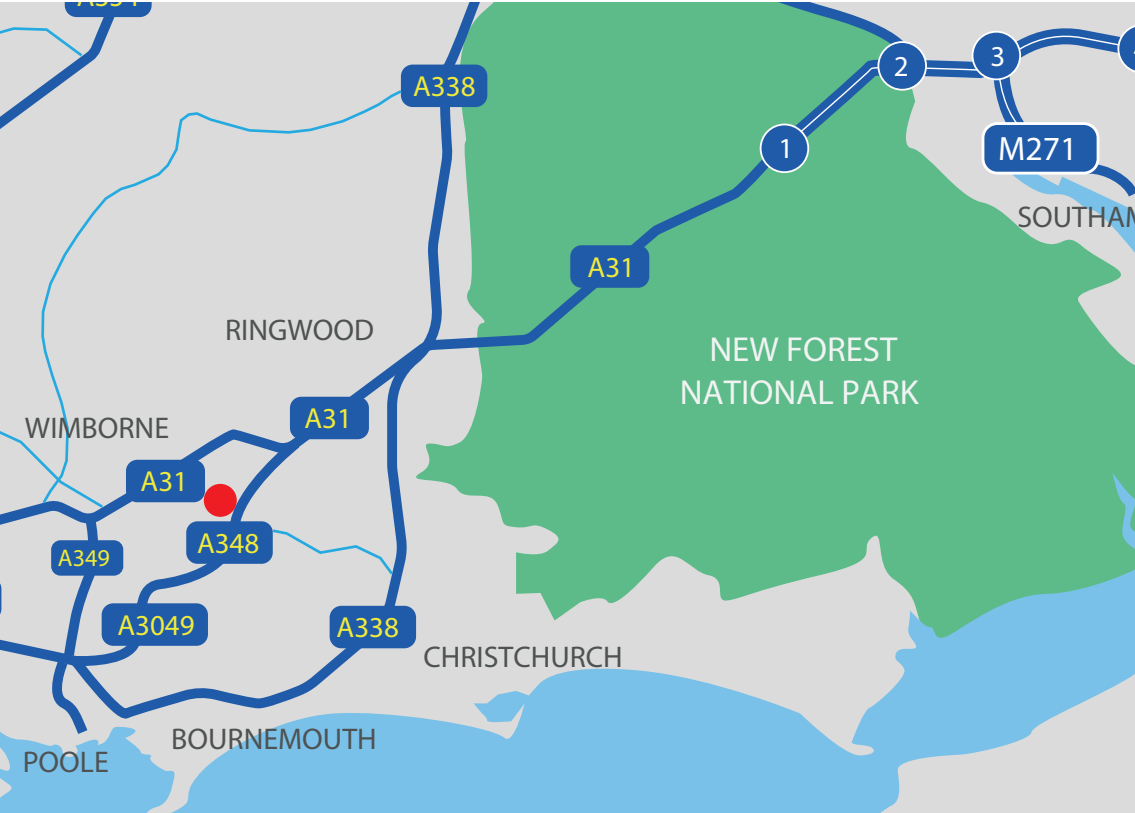 A338
2
3
1
M271
SOUTHAM
A31
RINGWOOD
NEW FOREST
NATIONAL PARK
A31
WIMBORNE
A31
A348
A349
A3049
A338
CHRISTCHURCH
BOURNEMOUTH
POOLE